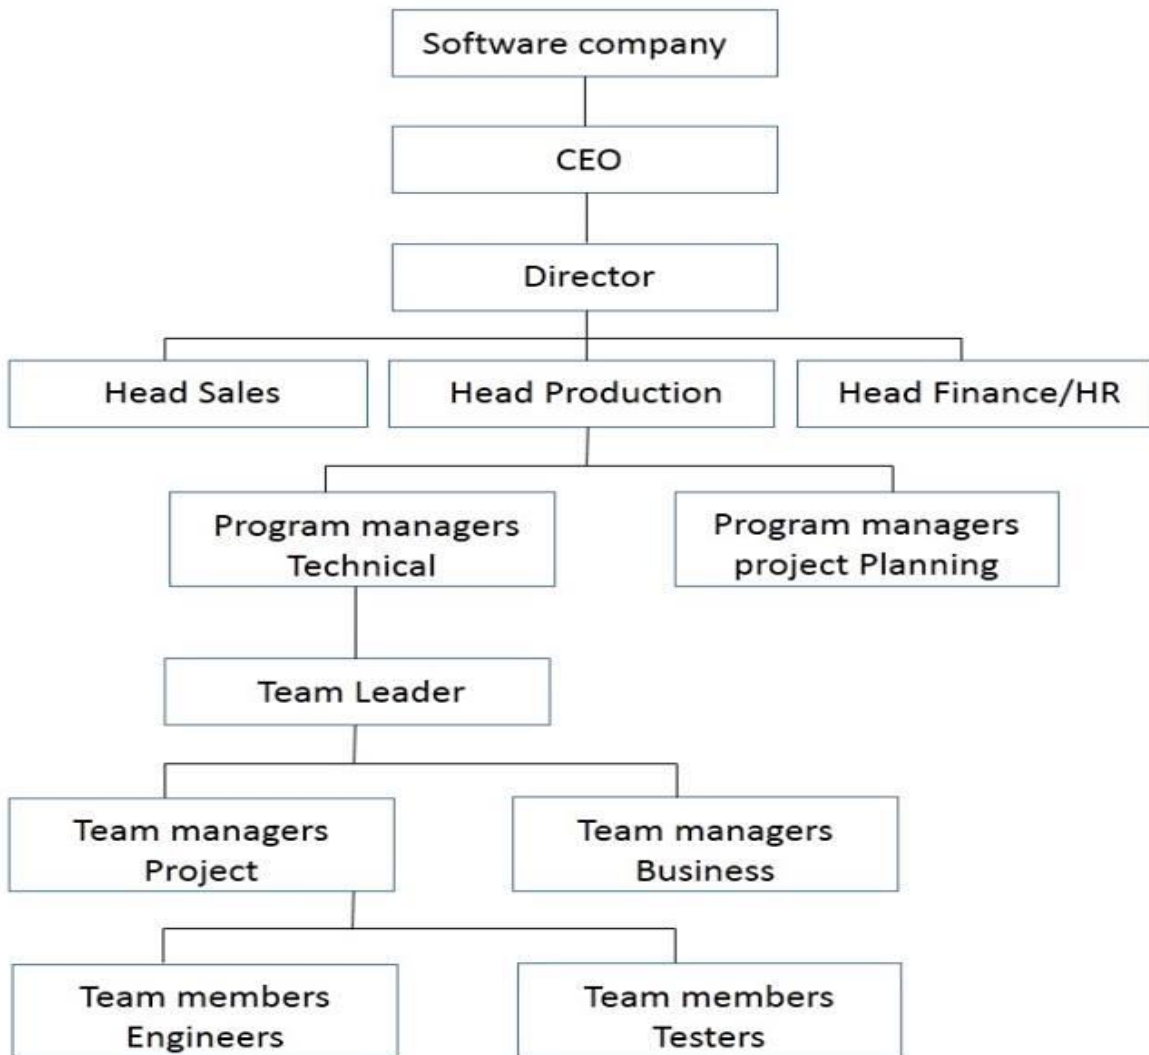 Software company
CEO
Director
Head Sales
Head Production
Head Finance/HR
Program managers
Technical
Program managers
project Planning
Team Leader
Team managers
Project
Team managers
Business
Team members
Engineers
Team members
Testers